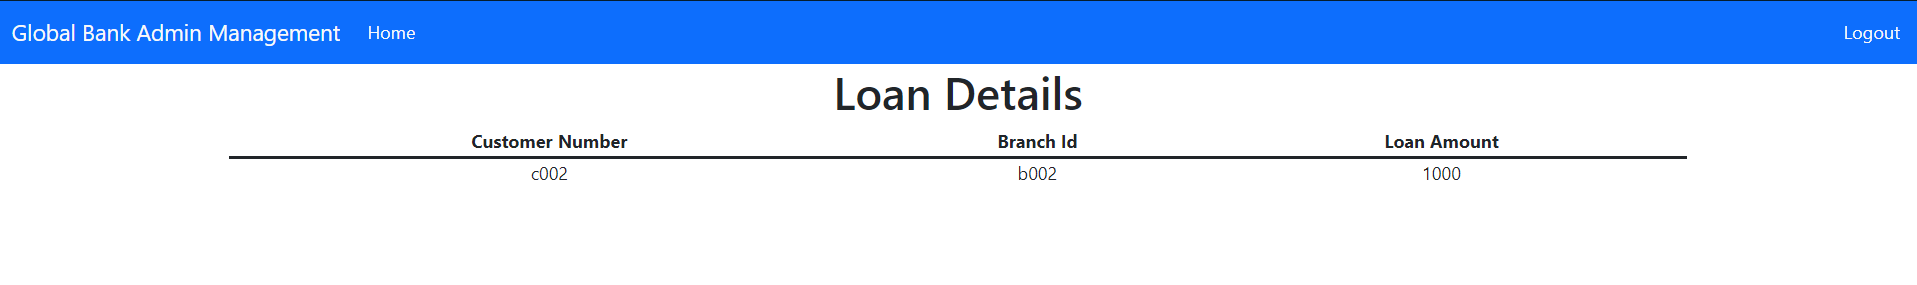 Global Bank Admin Management Home Logout
Loan Details
Customer Number Branch Id Loan Amount
c002 b002 1000